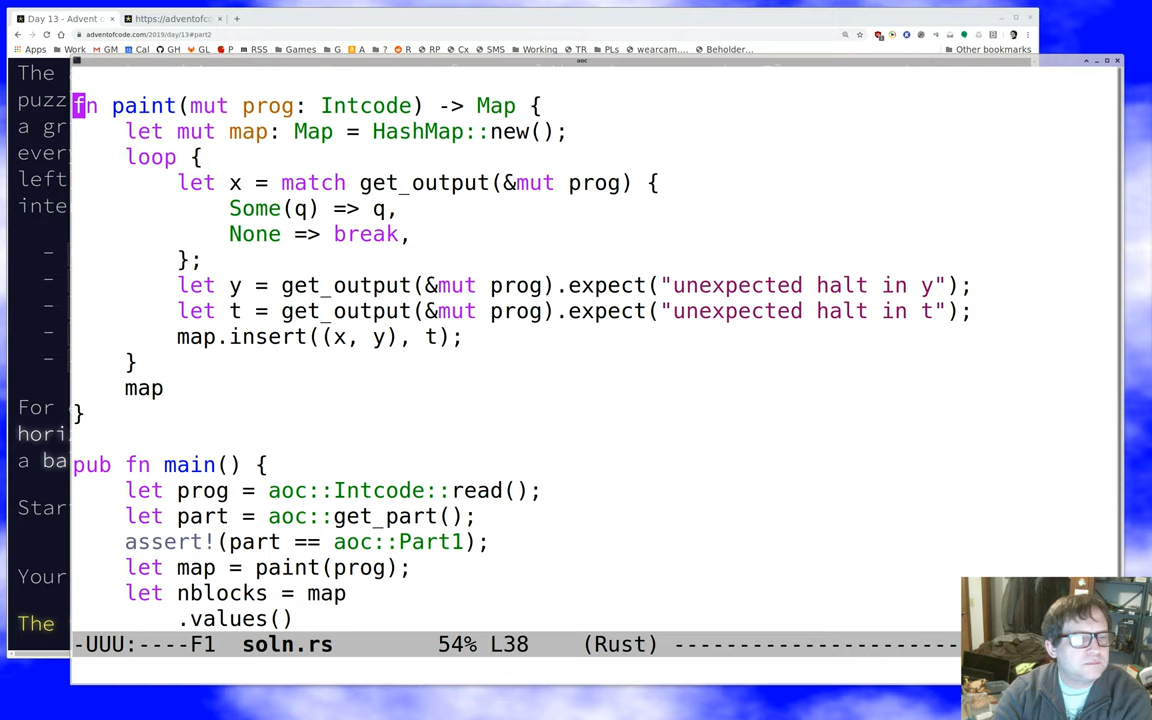 Day 13 - Advent o
https://adventofcode.c
adventofcode.com/2019/day/13#part2
Apps Work GM Cal GH GL P RSS Games G A ? R RP Cx SMS Working TR PLs wearcam.... Beholder... Other bookmarks
aoc
The
puzz
a gr
ever
left
inte
For
hori
a ba
Star
Your
The
fn paint(mut prog: Intcode) -> Map {
    let mut map: Map = HashMap::new();
    loop {
        let x = match get_output(&mut prog) {
            Some(q) => q,
            None => break,
        };
        let y = get_output(&mut prog).expect("unexpected halt in y");
        let t = get_output(&mut prog).expect("unexpected halt in t");
        map.insert((x, y), t);
    }
    map
}
pub fn main() {
    let prog = aoc::Intcode::read();
    let part = aoc::get_part();
    assert!(part == aoc::Part1);
    let map = paint(prog);
    let nblocks = map
        .values()
-UUU:----F1  soln.rs        54% L38    (Rust) ----------------------